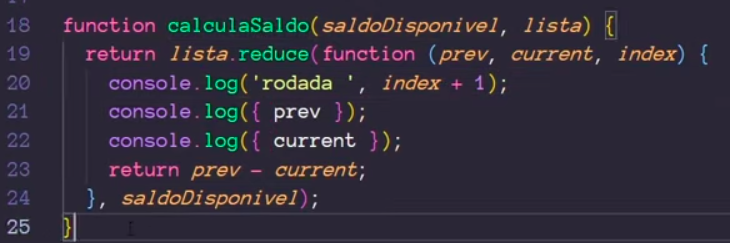 18 function calculaSaldo(saldoDisponivel, lista) {
19   return lista.reduce(function (prev, current, index) {
20     console.log('rodada ', index + 1);
21     console.log({ prev });
22     console.log({ current });
23     return prev - current;
24   }, saldoDisponivel);
25 }